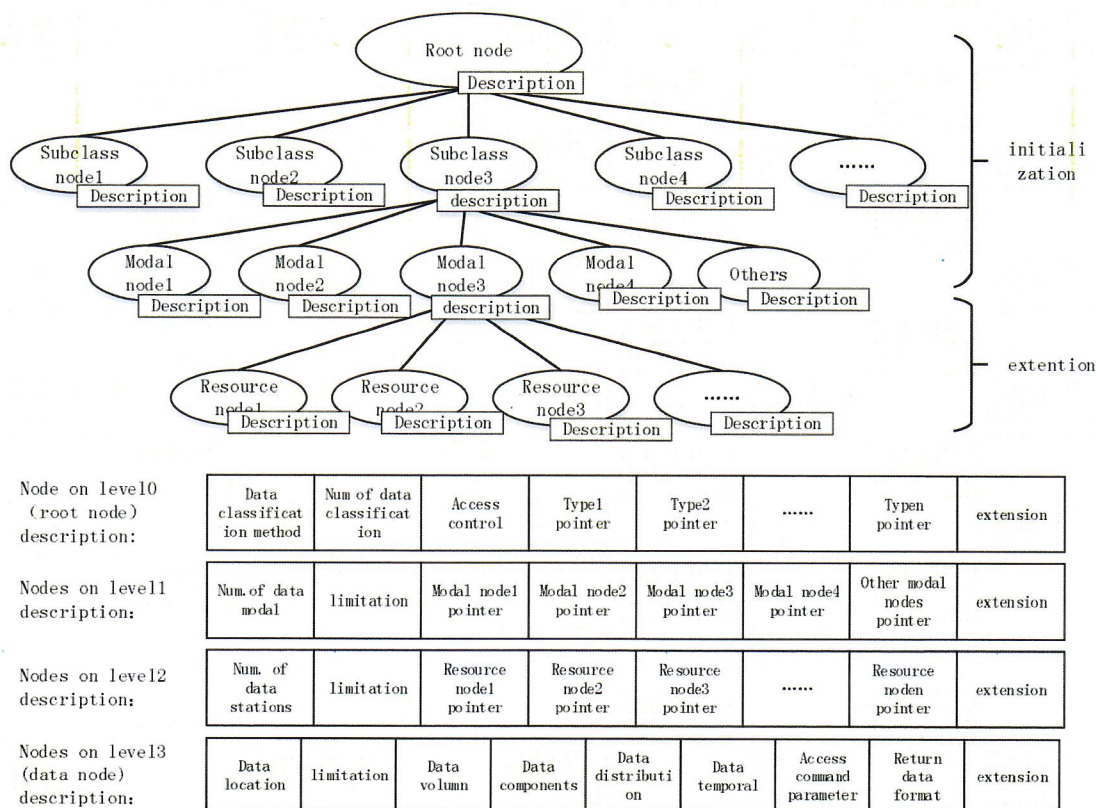 Root node
Description
Subclass
node1
Description
Subclass
node2
Description
Subclass
node3
description
Subclass
node4
Description
......
Description
initiali
zation
Modal
node1
Description
Modal
node2
Description
Modal
node3
description
Modal
node4
Description
Others
Description
extention
Resource
node1
Description
Resource
node2
Description
Resource
node3
Description
......
Description
Node on level0
(root node)
description:
Data
classificat
ion method
Num of data
classificat
ion
Access
control
Type1
pointer
Type2
pointer
......
Typen
pointer
extension
Nodes on level1
description:
Num.of data
modal
limitation
Modal node1
pointer
Modal node2
pointer
Modal node3
pointer
Modal node4
pointer
Other modal
nodes
pointer
extension
Nodes on level2
description:
Num. of
data
stations
limitation
Resource
node1
pointer
Resource
node2
pointer
Resource
node3
pointer
......
Resource
noden
pointer
extension
Nodes on level3
(data node)
description:
Data
location
limitation
Data
volumn
Data
components
Data
distributi
on
Data
temporal
Access
command
parameter
Return
data
format
extension